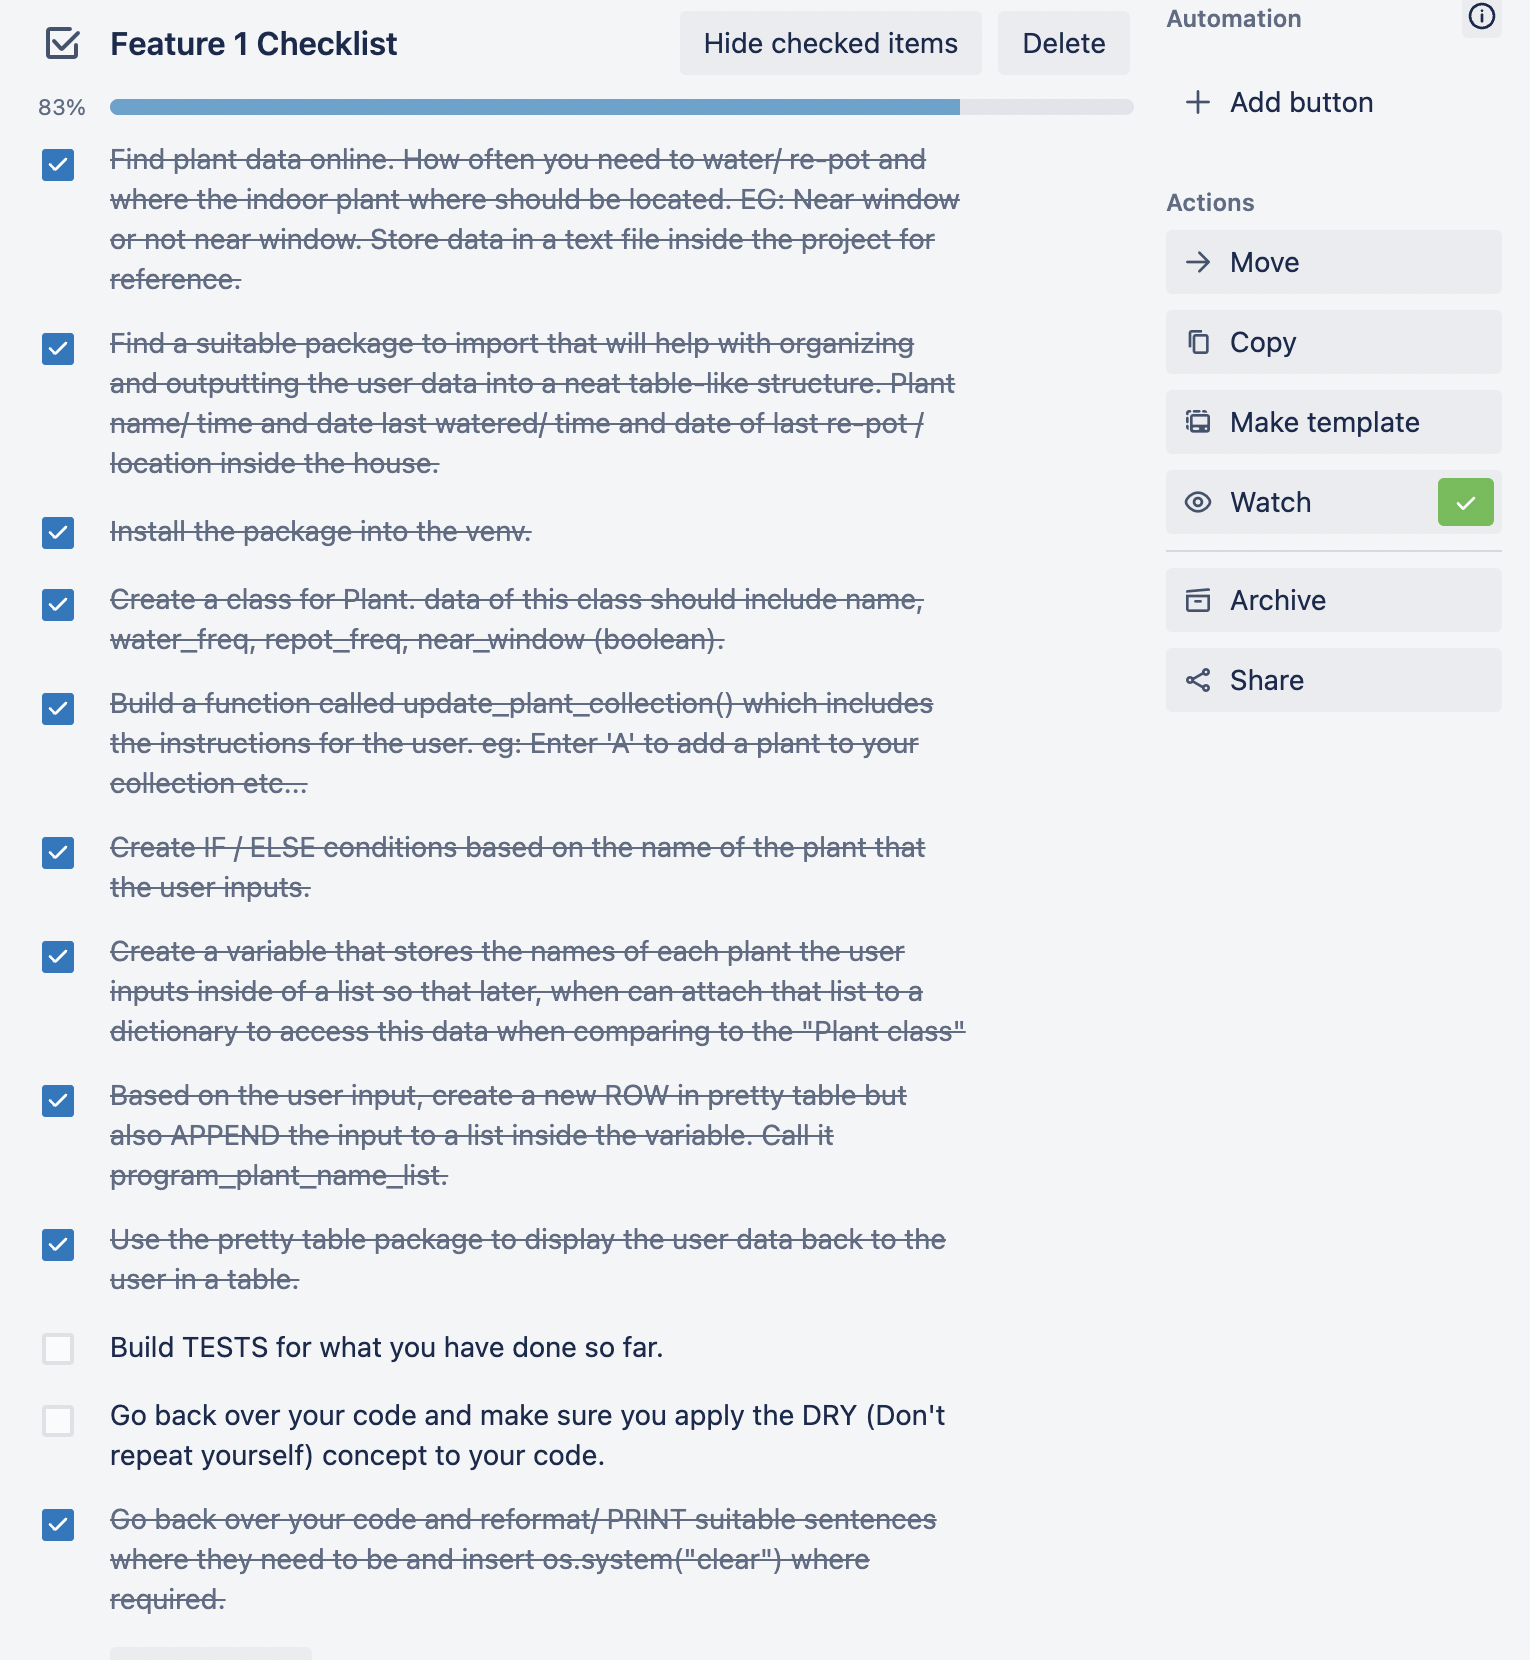 Feature 1 Checklist
Hide checked items
Delete
83%
Find plant data online. How often you need to water/ re-pot and
where the indoor plant where should be located. EG: Near window
or not near window. Store data in a text file inside the project for
reference.
Find a suitable package to import that will help with organizing
and outputting the user data into a neat table-like structure. Plant
name/ time and date last watered/ time and date of last re-pot /
location inside the house.
Install the package into the venv.
Create a class for Plant. data of this class should include name,
water_freq, repot_freq, near_window (boolean).
Build a function called update_plant_collection() which includes
the instructions for the user. eg: Enter 'A' to add a plant to your
collection etc...
Create IF / ELSE conditions based on the name of the plant that
the user inputs.
Create a variable that stores the names of each plant the user
inputs inside of a list so that later, when can attach that list to a
dictionary to access this data when comparing to the "Plant class"
Based on the user input, create a new ROW in pretty table but
also APPEND the input to a list inside the variable. Call it
program_plant_name_list.
Use the pretty table package to display the user data back to the
user in a table.
Build TESTS for what you have done so far.
Go back over your code and make sure you apply the DRY (Don't
repeat yourself) concept to your code.
Go back over your code and reformat/ PRINT suitable sentences
where they need to be and insert os.system("clear") where
required.
Automation
Add button
Actions
Move
Copy
Make template
Watch
Archive
Share